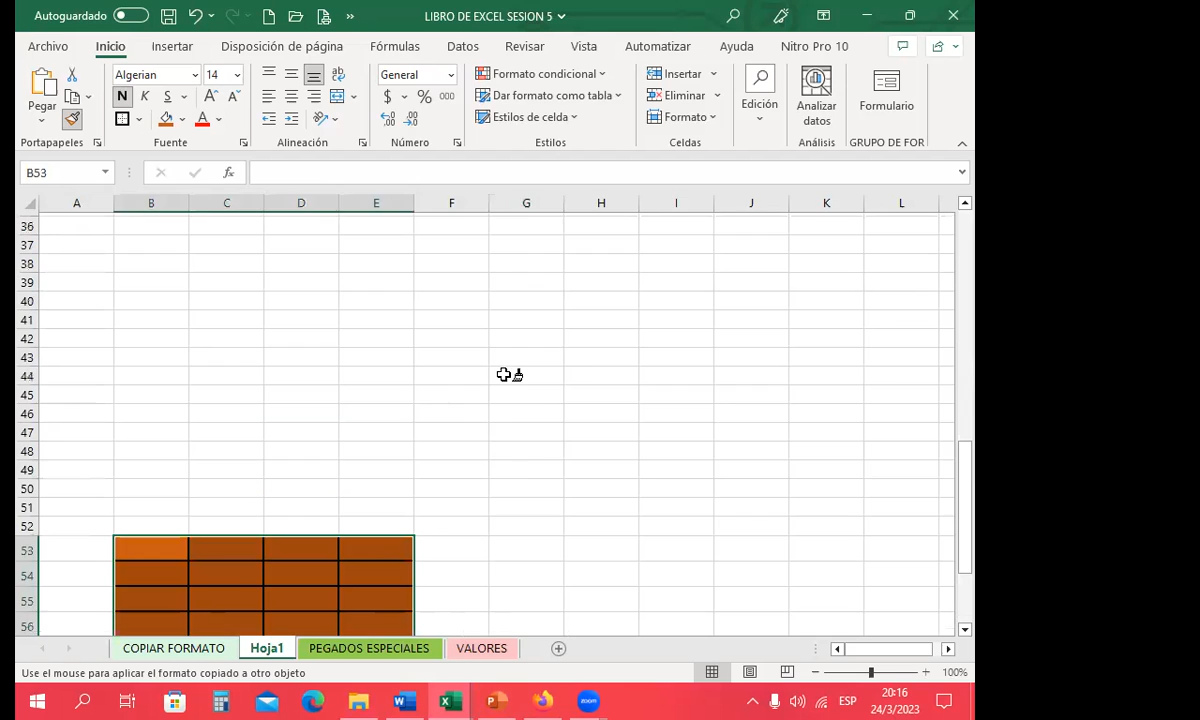 Autoguardado
LIBRO DE EXCEL SESION 5
Archivo Inicio Insertar Disposición de página Fórmulas Datos Revisar Vista Automatizar Ayuda Nitro Pro 10
Pegar
Algerian 14
N K S A A
ab
General
$ % 000
Formato condicional
Dar formato como tabla
Estilos de celda
Insertar
Eliminar
Formato
Edición
Analizar datos
Formulario
Portapapeles Fuente Alineación Número Estilos Celdas Análisis GRUPO DE FOR
B53 fx
A B C D E F G H I J K L
36
37
38
39
40
41
42
43
44
45
46
47
48
49
50
51
52
53
54
55
56
COPIAR FORMATO Hoja1 PEGADOS ESPECIALES VALORES
Use el mouse para aplicar el formato copiado a otro objeto 100%
zoom ESP 20:16
24/3/2023